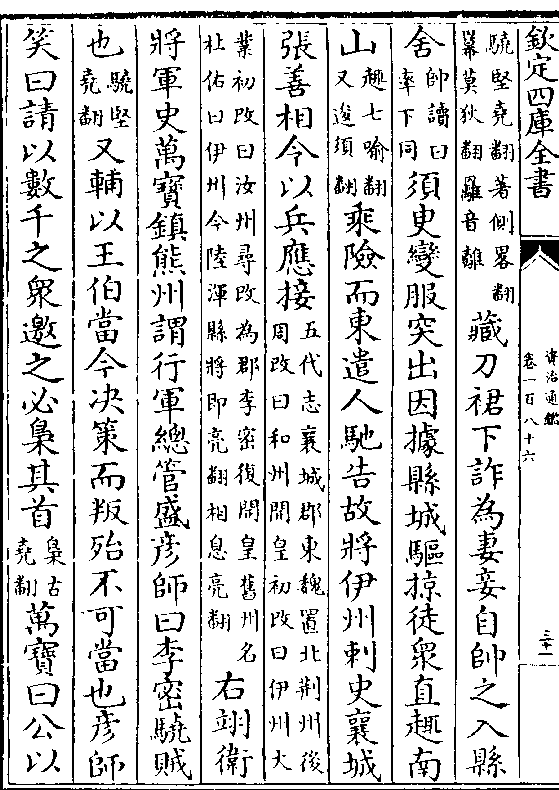 欽定四庫全書
資治通鑑
卷一百八十六
三十一
驍堅堯翻著側畧翻
冪莫狄翻䍦音離
藏刀裙下詐為妻妾自帥之入縣
舍
帥讀曰
率下同
須臾變服突出因據縣城驅掠徒衆直趣南
山
趣七喻翻
又逡須翻
乘險而東遣人馳告故將伊州刺史襄城
張善相令以兵應接
五代志襄城郡東魏置北荆州後
周改曰和州開皇初改曰伊州大
業初改曰汝州尋改為郡李密復開皇舊州名
杜佑曰伊州今陸渾縣將即亮翻相息亮翻
右翊衛
將軍史萬寶鎮熊州謂行軍總管盛彦師曰李密驍賊
也
驍堅
堯翻
又輔以王伯當今决策而叛殆不可當也彦師
笑曰請以數千之衆邀之必梟其首
梟古
堯翻
萬寶曰公以